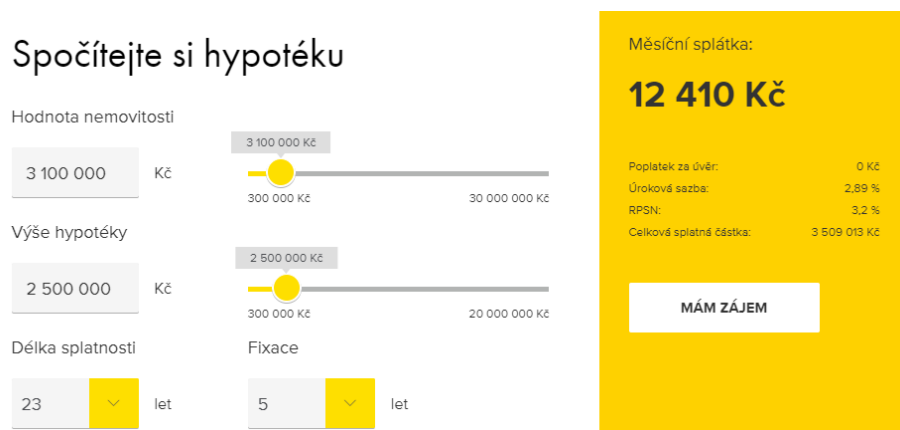 Spočítejte si hypotéku
Hodnota nemovitosti
3 100 000 Kč
3 100 000 Kč
300 000 Kč 30 000 000 Kč
Výše hypotéky
2 500 000 Kč
2 500 000 Kč
300 000 Kč 20 000 000 Kč
Délka splatnosti Fixace
23 let 5 let
Měsíční splátka:
12 410 Kč
Poplatek za úvěr: 0 Kč
Úroková sazba: 2,89 %
RPSN: 3,2 %
Celková splatná částka: 3 509 013 Kč
MÁM ZÁJEM